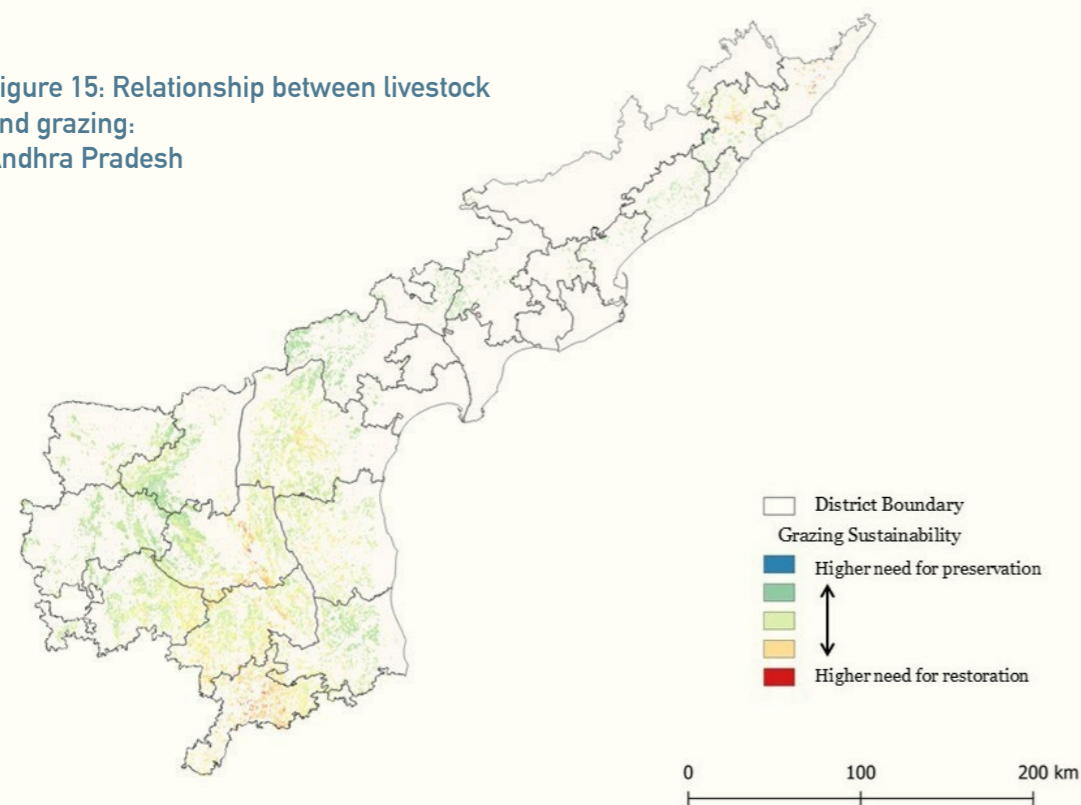 igure 15: Relationship between livestock
nd grazing:
ndhra Pradesh
District Boundary
Grazing Sustainability
Higher need for preservation
Higher need for restoration
0 100 200 km